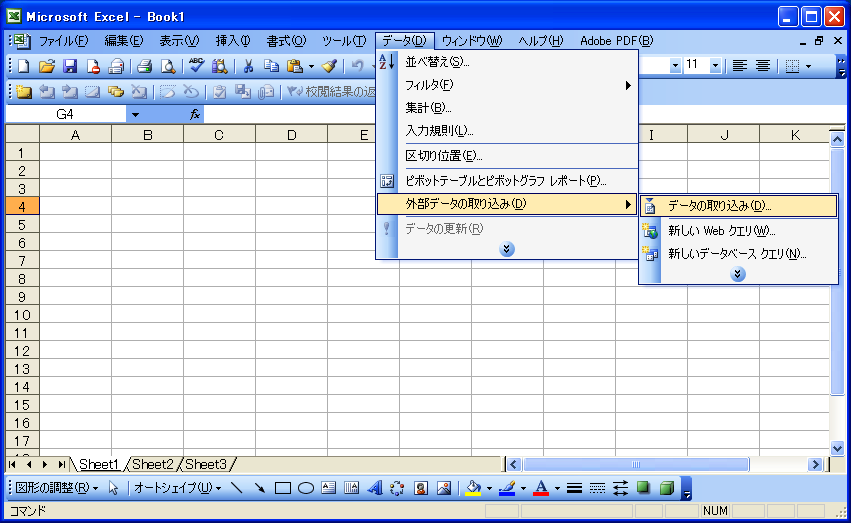 Microsoft Excel - Book1
ファイル(F) 編集(E) 表示(V) 挿入(I) 書式(O) ツール(T) データ(D) ウィンドウ(W) ヘルプ(H) Adobe PDF(B)
11
校閲結果の返
G4
fx
A B C D E I J K
並べ替え(S)...
フィルタ(F)
集計(B)...
入力規則(L)...
区切り位置(E)...
ピボットテーブルとピボットグラフ レポート(P)...
外部データの取り込み(D)
データの更新(R)
データの取り込み(D)...
新しい Web クエリ(W)...
新しいデータベース クエリ(N)...
1
2
3
4
5
6
7
8
9
10
11
12
13
14
15
16
17
Sheet1 Sheet2 Sheet3
図形の調整(R) オートシェイプ(U)
コマンド NUM